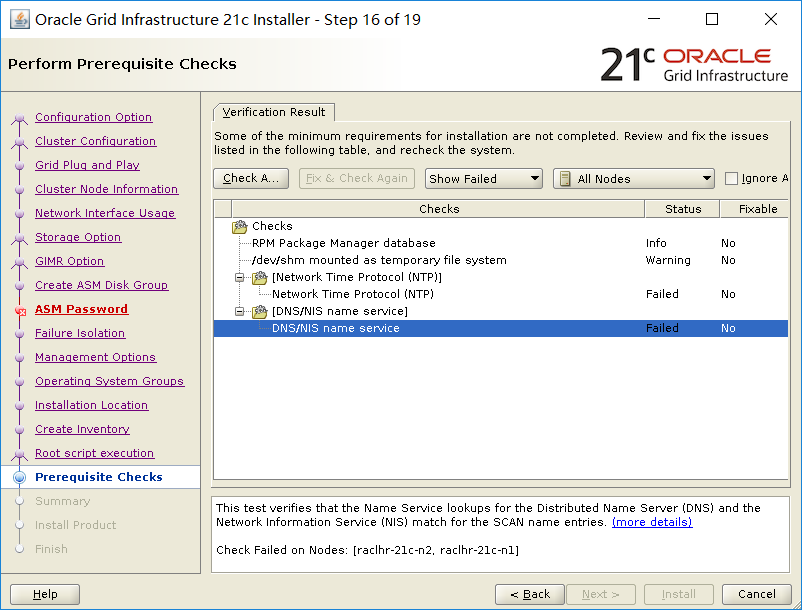 Oracle Grid Infrastructure 21c Installer - Step 16 of 19
Perform Prerequisite Checks
21c ORACLE
Grid Infrastructure
Configuration Option
Cluster Configuration
Grid Plug and Play
Cluster Node Information
Network Interface Usage
Storage Option
GIMR Option
Create ASM Disk Group
ASM Password
Failure Isolation
Management Options
Operating System Groups
Installation Location
Create Inventory
Root script execution
Prerequisite Checks
Summary
Install Product
Finish
Verification Result
Some of the minimum requirements for installation are not completed. Review and fix the issues
listed in the following table, and recheck the system.
Check A... Fix & Check Again Show Failed All Nodes Ignore A
Checks Status Fixable
Checks
RPM Package Manager database Info No
/dev/shm mounted as temporary file system Warning No
[Network Time Protocol (NTP)]
Network Time Protocol (NTP) Failed No
[DNS/NIS name service]
DNS/NIS name service Failed No
This test verifies that the Name Service lookups for the Distributed Name Server (DNS) and the
Network Information Service (NIS) match for the SCAN name entries. (more details)
Check Failed on Nodes: [raclhr-21c-n2, raclhr-21c-n1]
Help < Back Next > Install Cancel